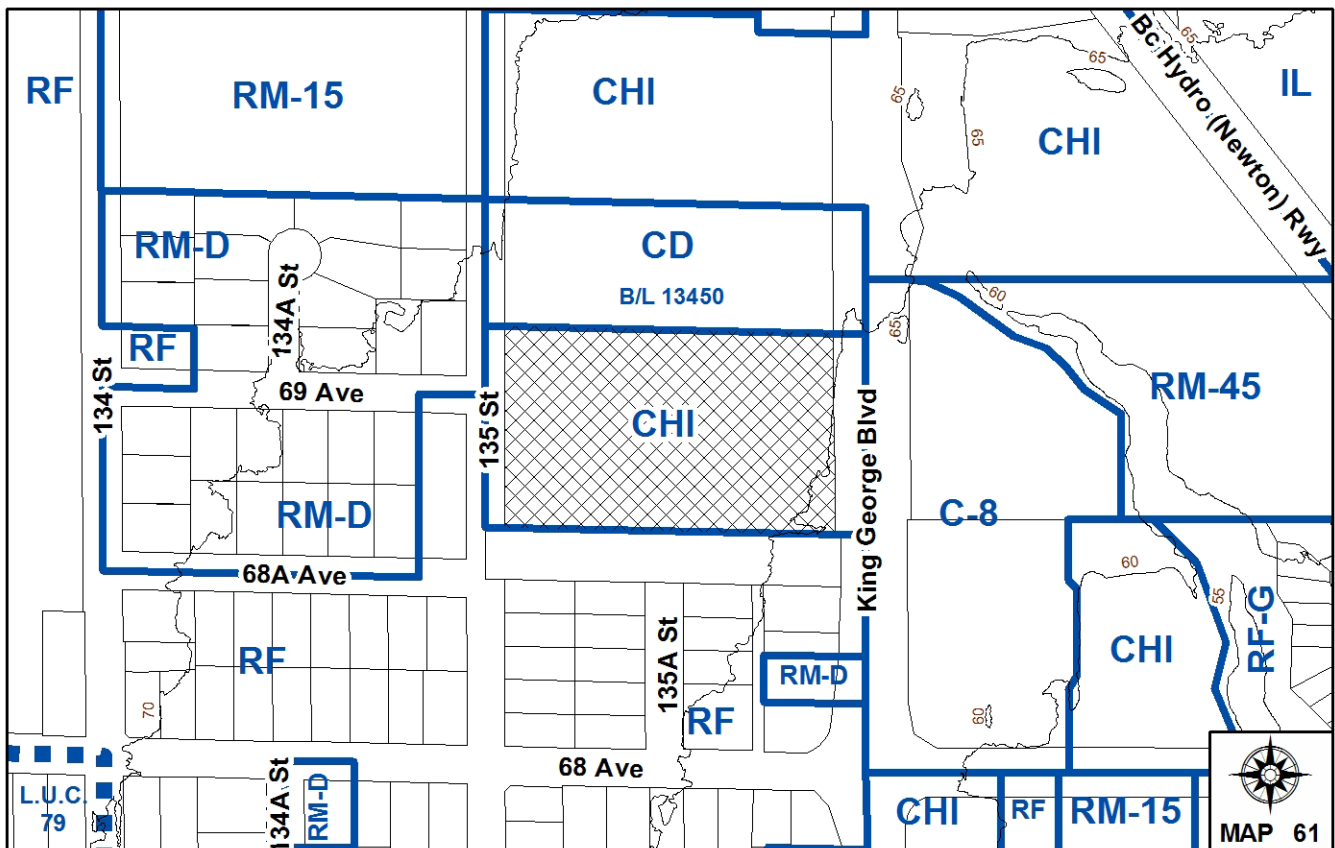 RF
RM-15
CHI
65
65
Bc Hydro (Newton) Rwy
IL
65
65
CHI
RM-D
CD
B/L 13450
134A St
60
65
RF
134 St
69 Ave
135 St
CHI
King George Blvd
RM-45
RM-D
C-8
68A Ave
60
55
RF-G
RF
135A St
RM-D
CHI
70
RF
60
68 Ave
L.U.C.
79
134A St
RM-D
CHI
RF
RM-15
MAP 61